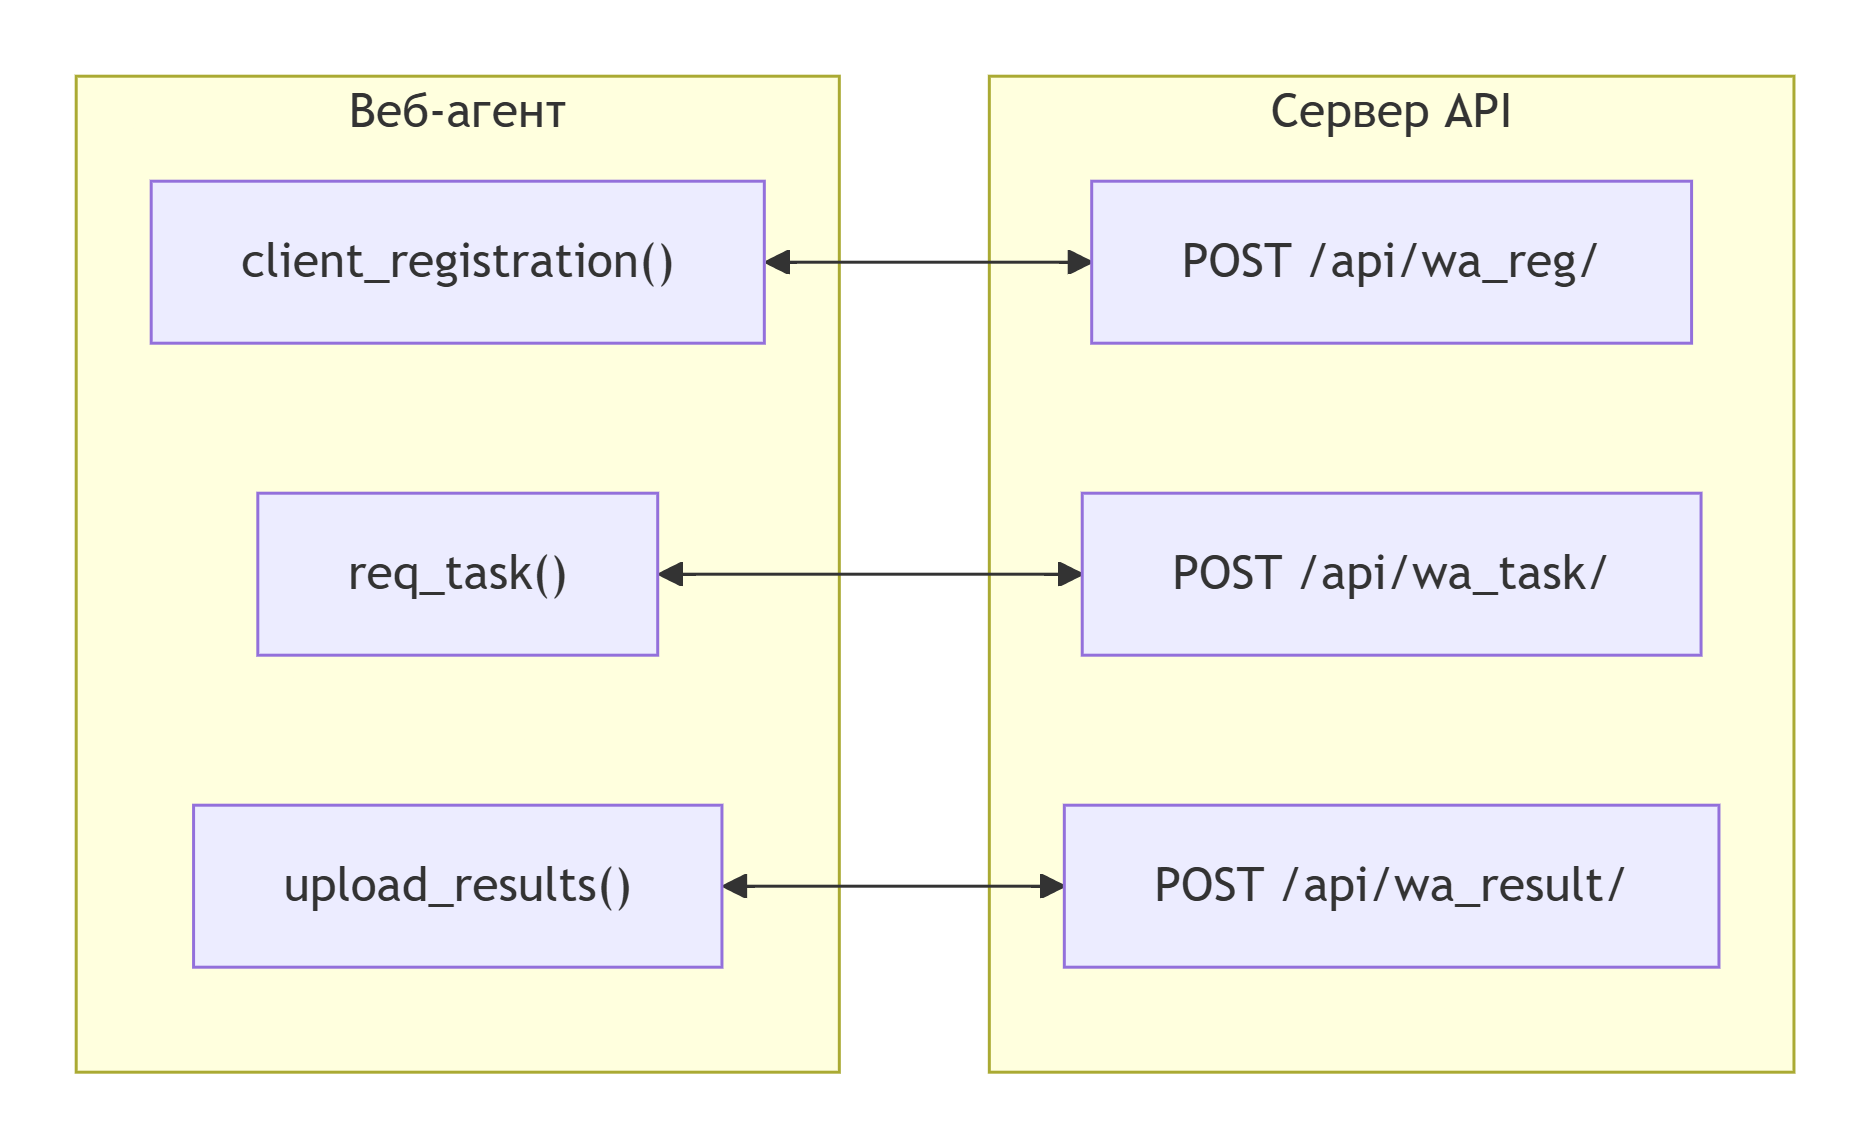 Веб-агент
client_registration()
req_task()
upload_results()
Сервер API
POST /api/wa_reg/
POST /api/wa_task/
POST /api/wa_result/